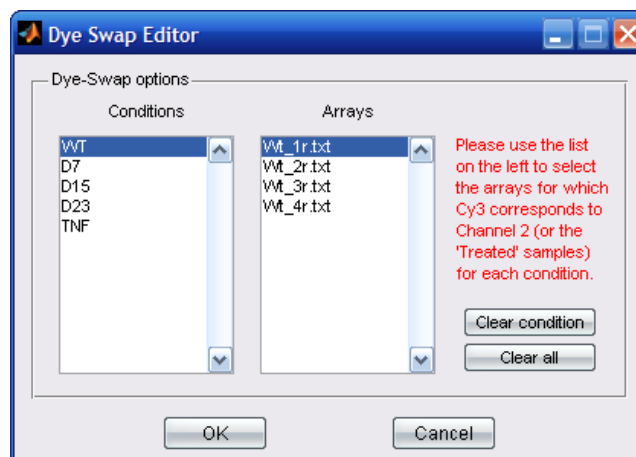 Dye Swap Editor
Dye-Swap options
Conditions
Arrays
WT
D7
D15
D23
TNF
Wt_1r.txt
Wt_2r.txt
Wt_3r.txt
Wt_4r.txt
Please use the list
on the left to select
the arrays for which
Cy3 corresponds to
Channel 2 (or the
'Treated' samples)
for each condition.
Clear condition
Clear all
OK
Cancel